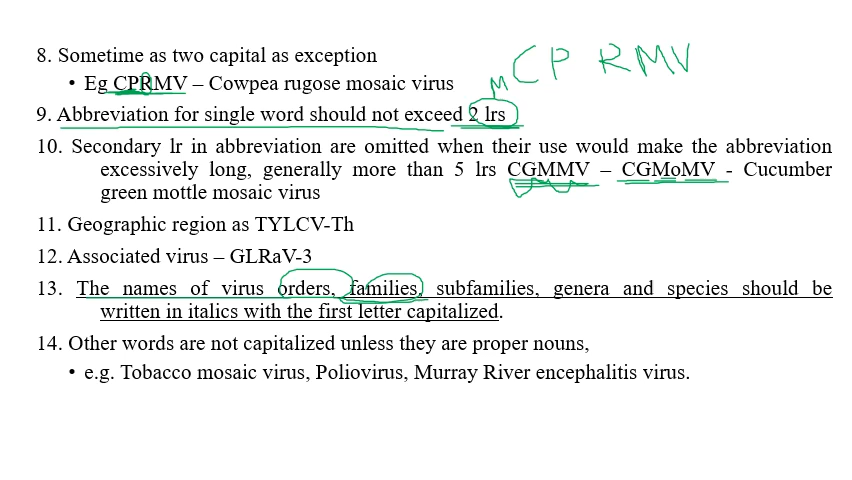 8. Sometime as two capital as exception
• Eg CPRMV – Cowpea rugose mosaic virus
M CP RMV
9. Abbreviation for single word should not exceed 2 lrs
10. Secondary lr in abbreviation are omitted when their use would make the abbreviation
excessively long, generally more than 5 lrs CGMMV – CGMoMV - Cucumber
green mottle mosaic virus
11. Geographic region as TYLCV-Th
12. Associated virus – GLRaV-3
13. The names of virus orders, families, subfamilies, genera and species should be
written in italics with the first letter capitalized.
14. Other words are not capitalized unless they are proper nouns,
• e.g. Tobacco mosaic virus, Poliovirus, Murray River encephalitis virus.